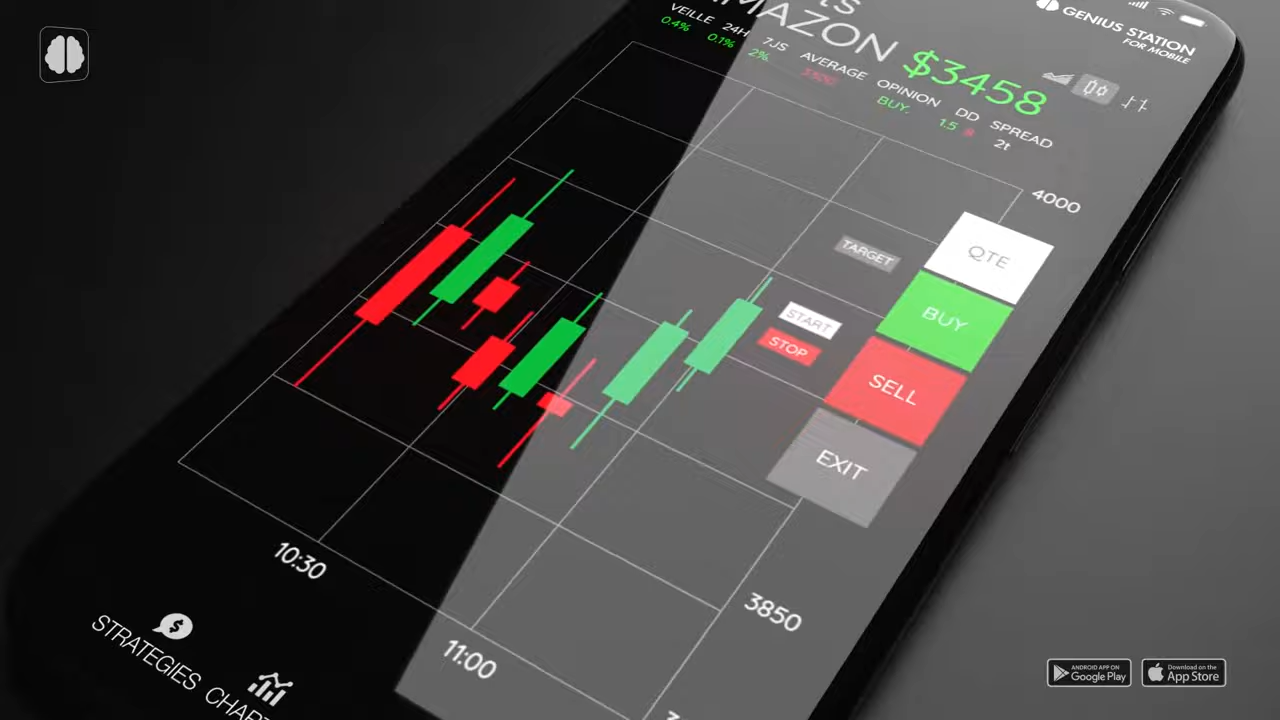 GENIUS STATION
FOR MOBILE
AMAZON $3458
VEILLE 24H 7JS AVERAGE OPINION DD SPREAD
0.4% 0.1% 2% BUY. 1.5 2t
4000
TARGET
QTE
START
BUY
STOP
SELL
EXIT
10:30
3850
11:00
STRATEGIES
ANDROID APP ON
Google Play
Download on the
App Store